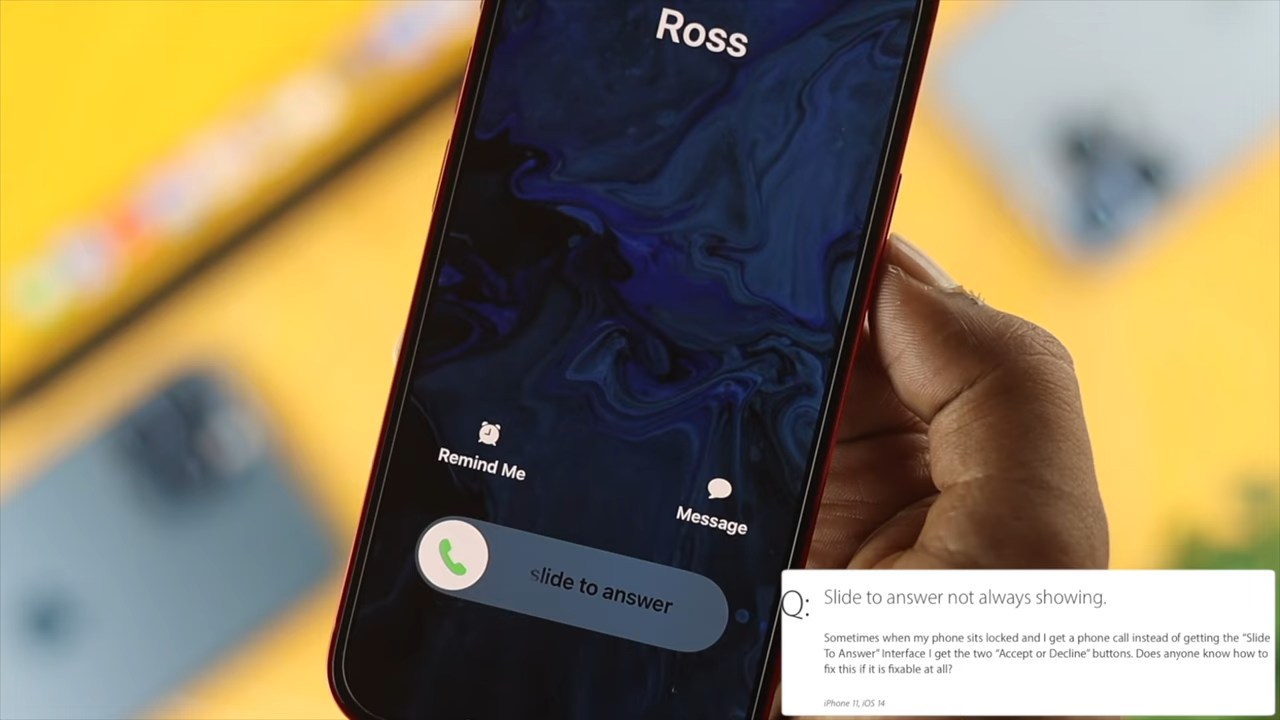 Ross
Remind Me
Message
slide to answer
Q:
Slide to answer not always showing.
Sometimes when my phone sits locked and I get a phone call instead of getting the “Slide
To Answer” Interface I get the two “Accept or Decline” buttons. Does anyone know how to
fix this if it is fixable at all?
iPhone 11, iOS 14